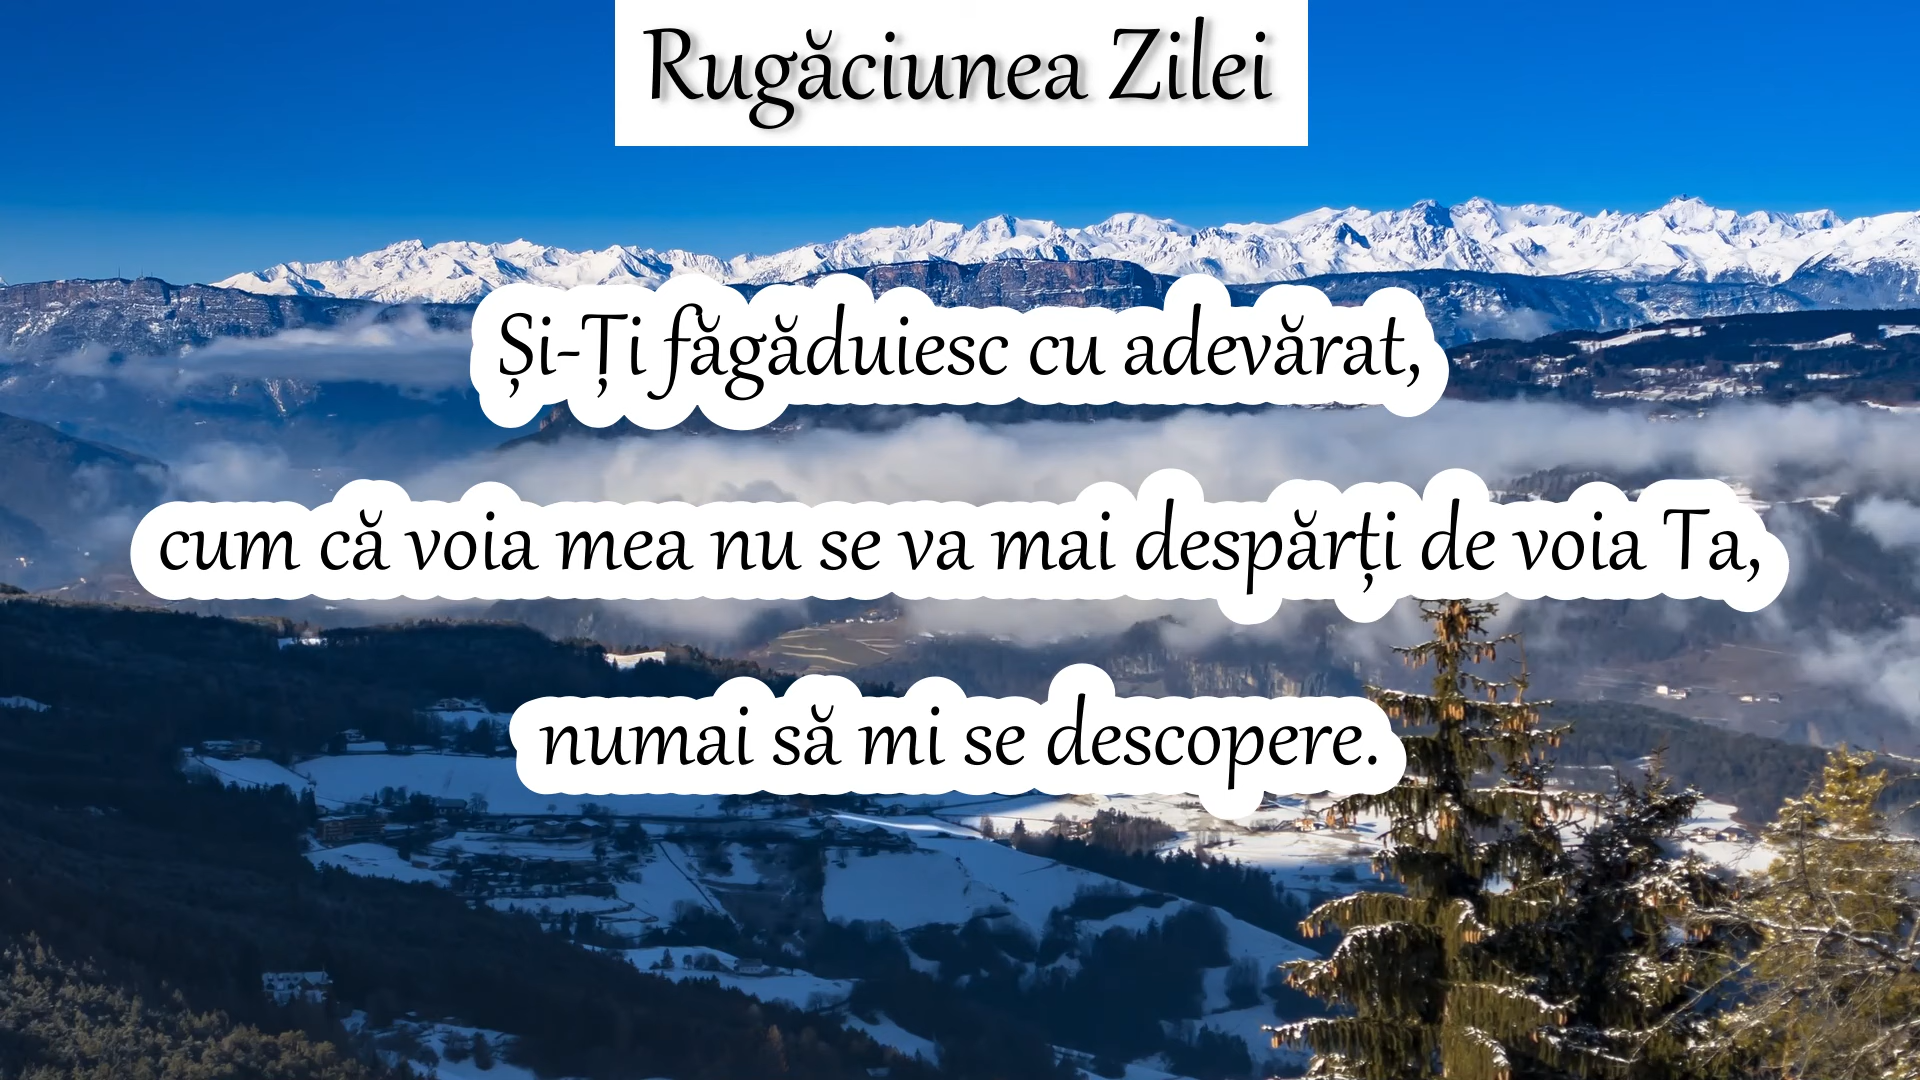 Rugăciunea Zilei
Și-Ți făgăduiesc cu adevărat,
cum că voia mea nu se va mai despărți de voia Ta,
numai să mi se descopere.